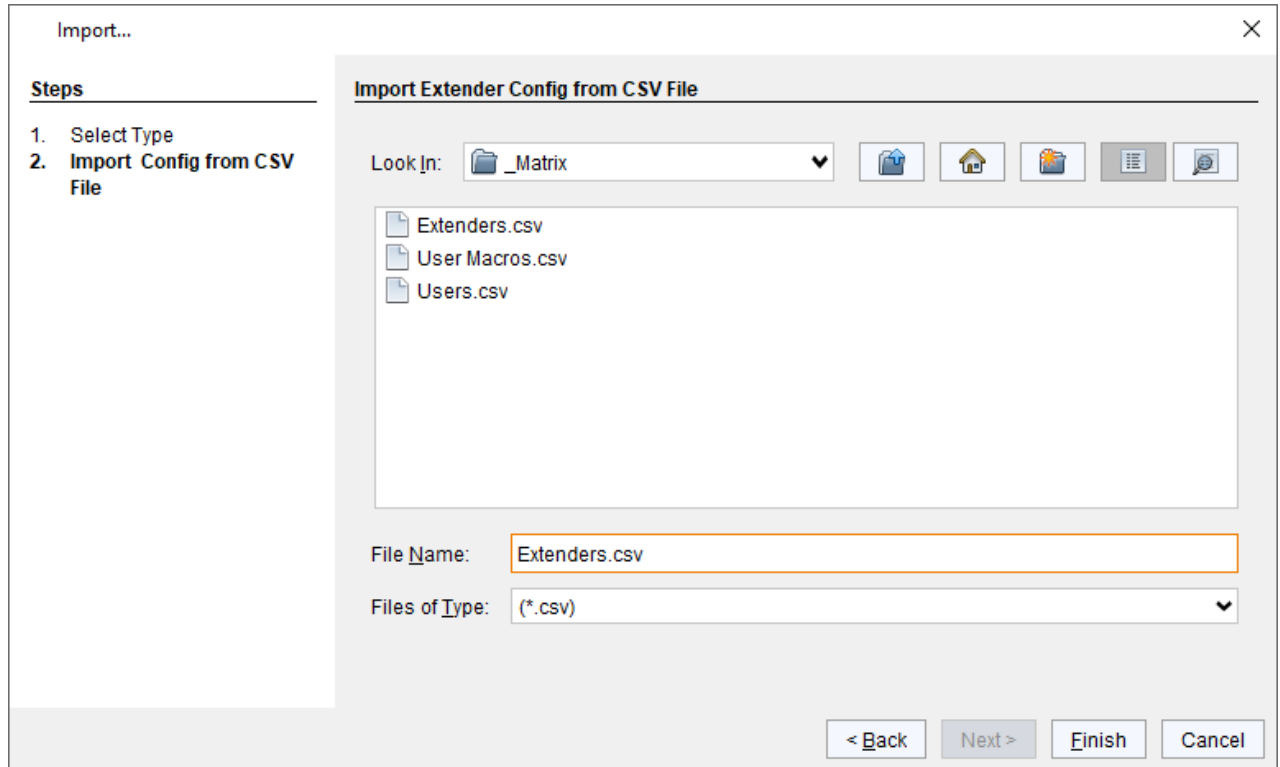 Import...
Steps
1. Select Type
2. Import Config from CSV
File
Import Extender Config from CSV File
Look In: _Matrix
Extenders.csv
User Macros.csv
Users.csv
File Name: Extenders.csv
Files of Type: (*.csv)
< Back Next > Finish Cancel